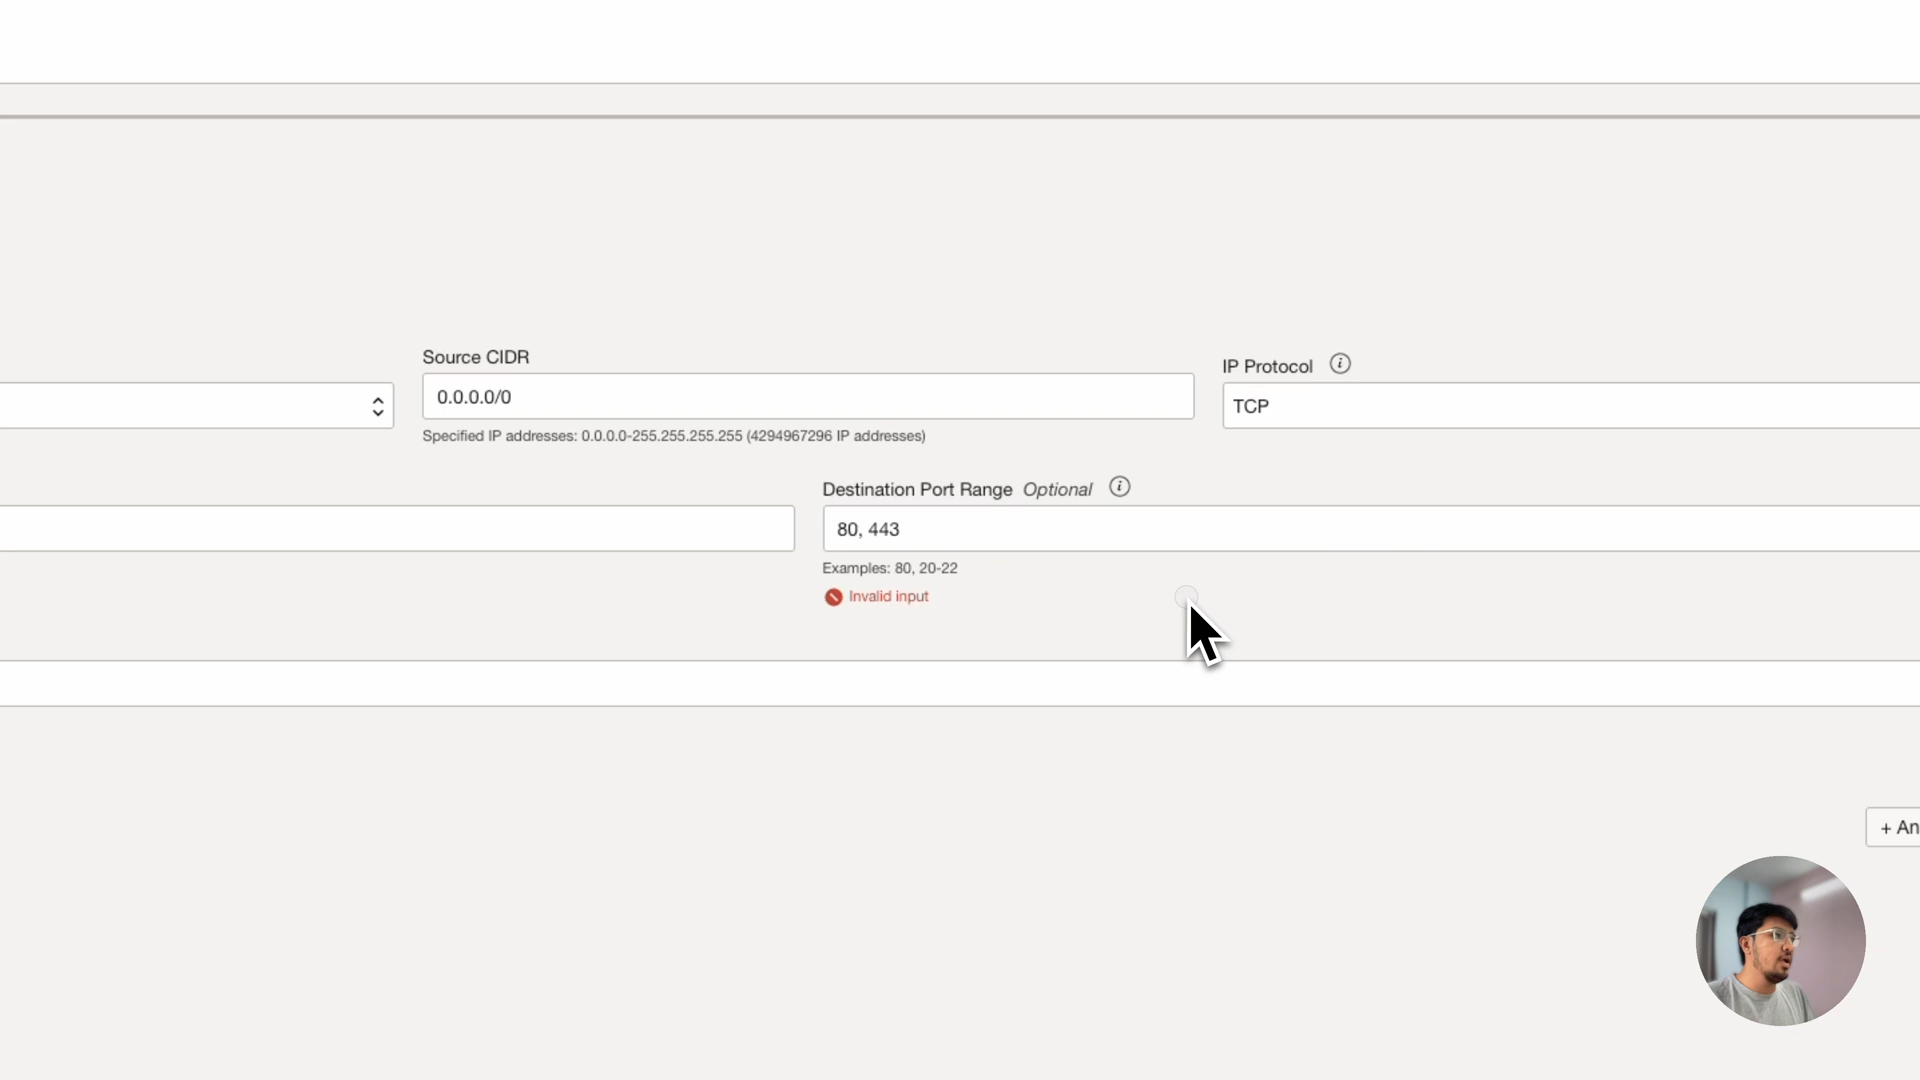 Source CIDR
0.0.0.0/0
Specified IP addresses: 0.0.0.0-255.255.255.255 (4294967296 IP addresses)
IP Protocol
TCP
Destination Port Range Optional
80, 443
Examples: 80, 20-22
Invalid input
+ An